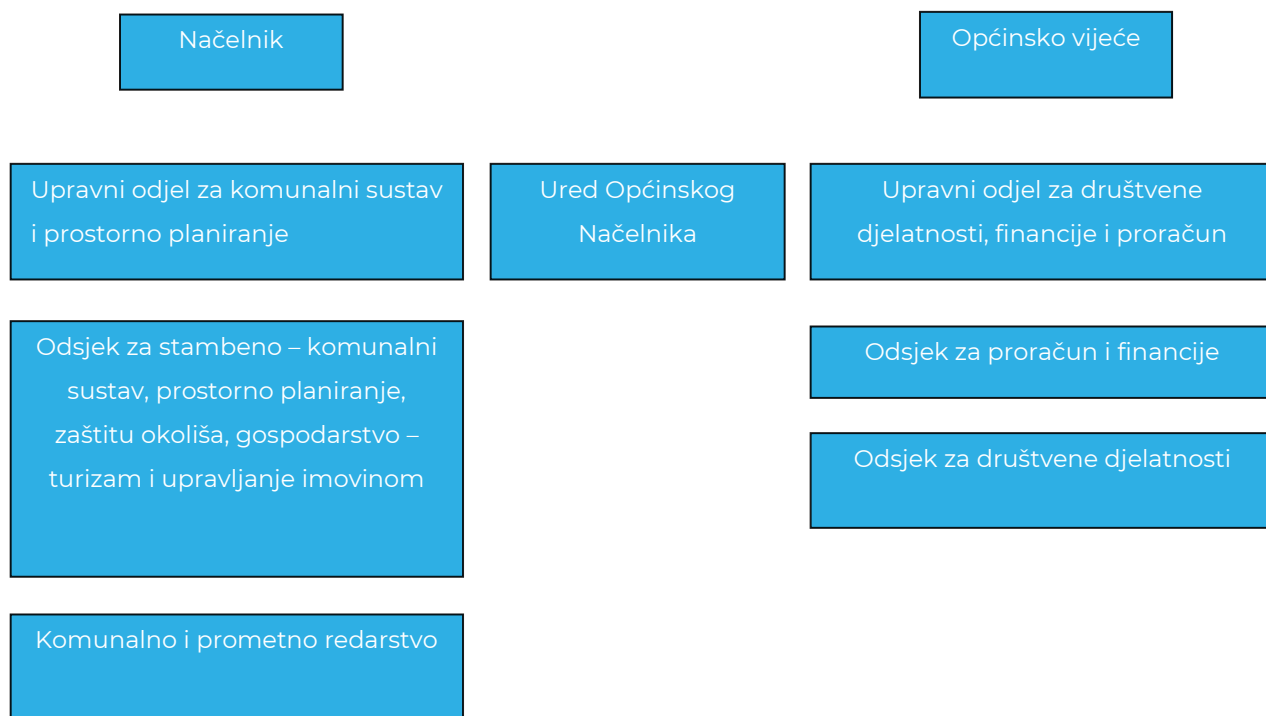 Načelnik
Općinsko vijeće
Upravni odjel za komunalni sustav
i prostorno planiranje
Ured Općinskog
Načelnika
Upravni odjel za društvene
djelatnosti, financije i proračun
Odsjek za stambeno – komunalni
sustav, prostorno planiranje,
zaštitu okoliša, gospodarstvo –
turizam i upravljanje imovinom
Odsjek za proračun i financije
Odsjek za društvene djelatnosti
Komunalno i prometno redarstvo